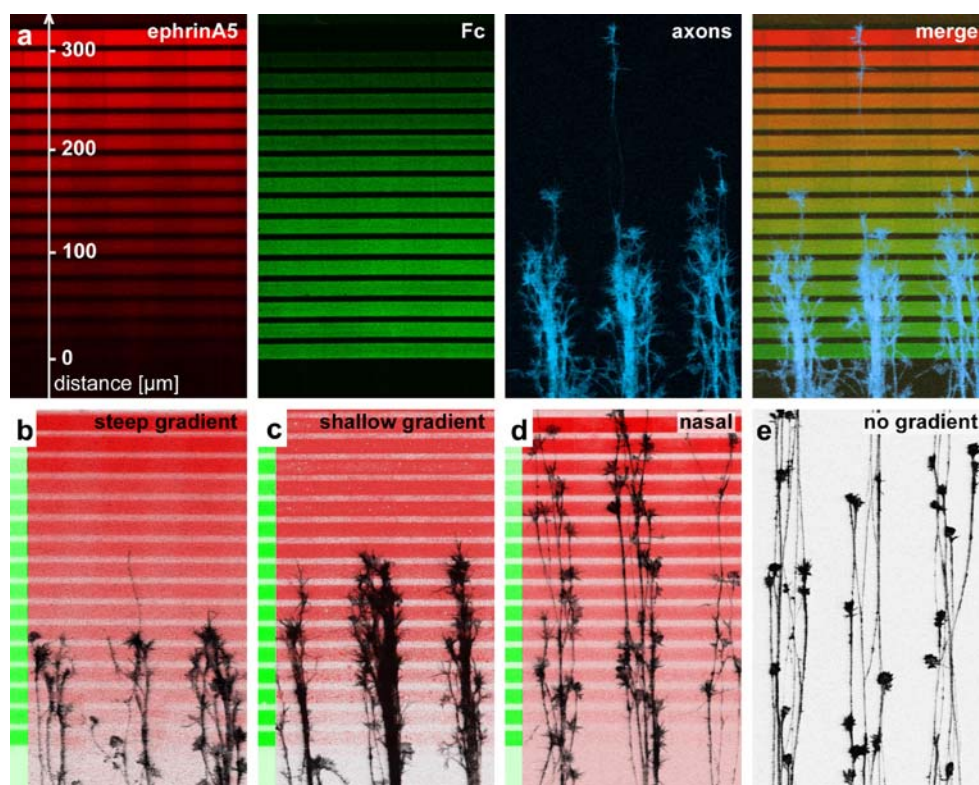 a ephrinA5 Fc axons merge
300
200
100
0
distance [µm]
b steep gradient c shallow gradient d nasal e no gradient